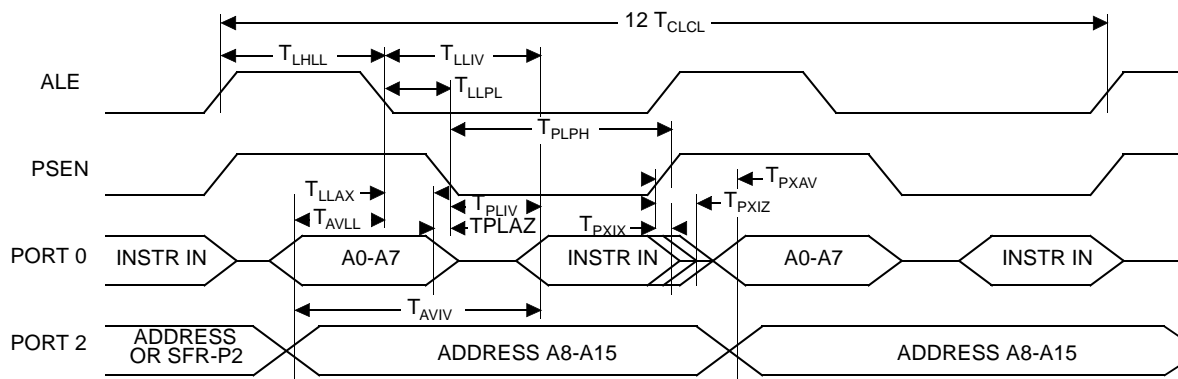 12 TCLCL
TLHLL
TLLIV
ALE
TLLPL
TPLPH
PSEN
TLLAX
TPXAV
TPLIV
TPXIZ
TAVLL
TPLAZ
TPXIX
PORT 0
INSTR IN
A0-A7
INSTR IN
A0-A7
INSTR IN
TAVIV
PORT 2
ADDRESS
OR SFR-P2
ADDRESS A8-A15
ADDRESS A8-A15